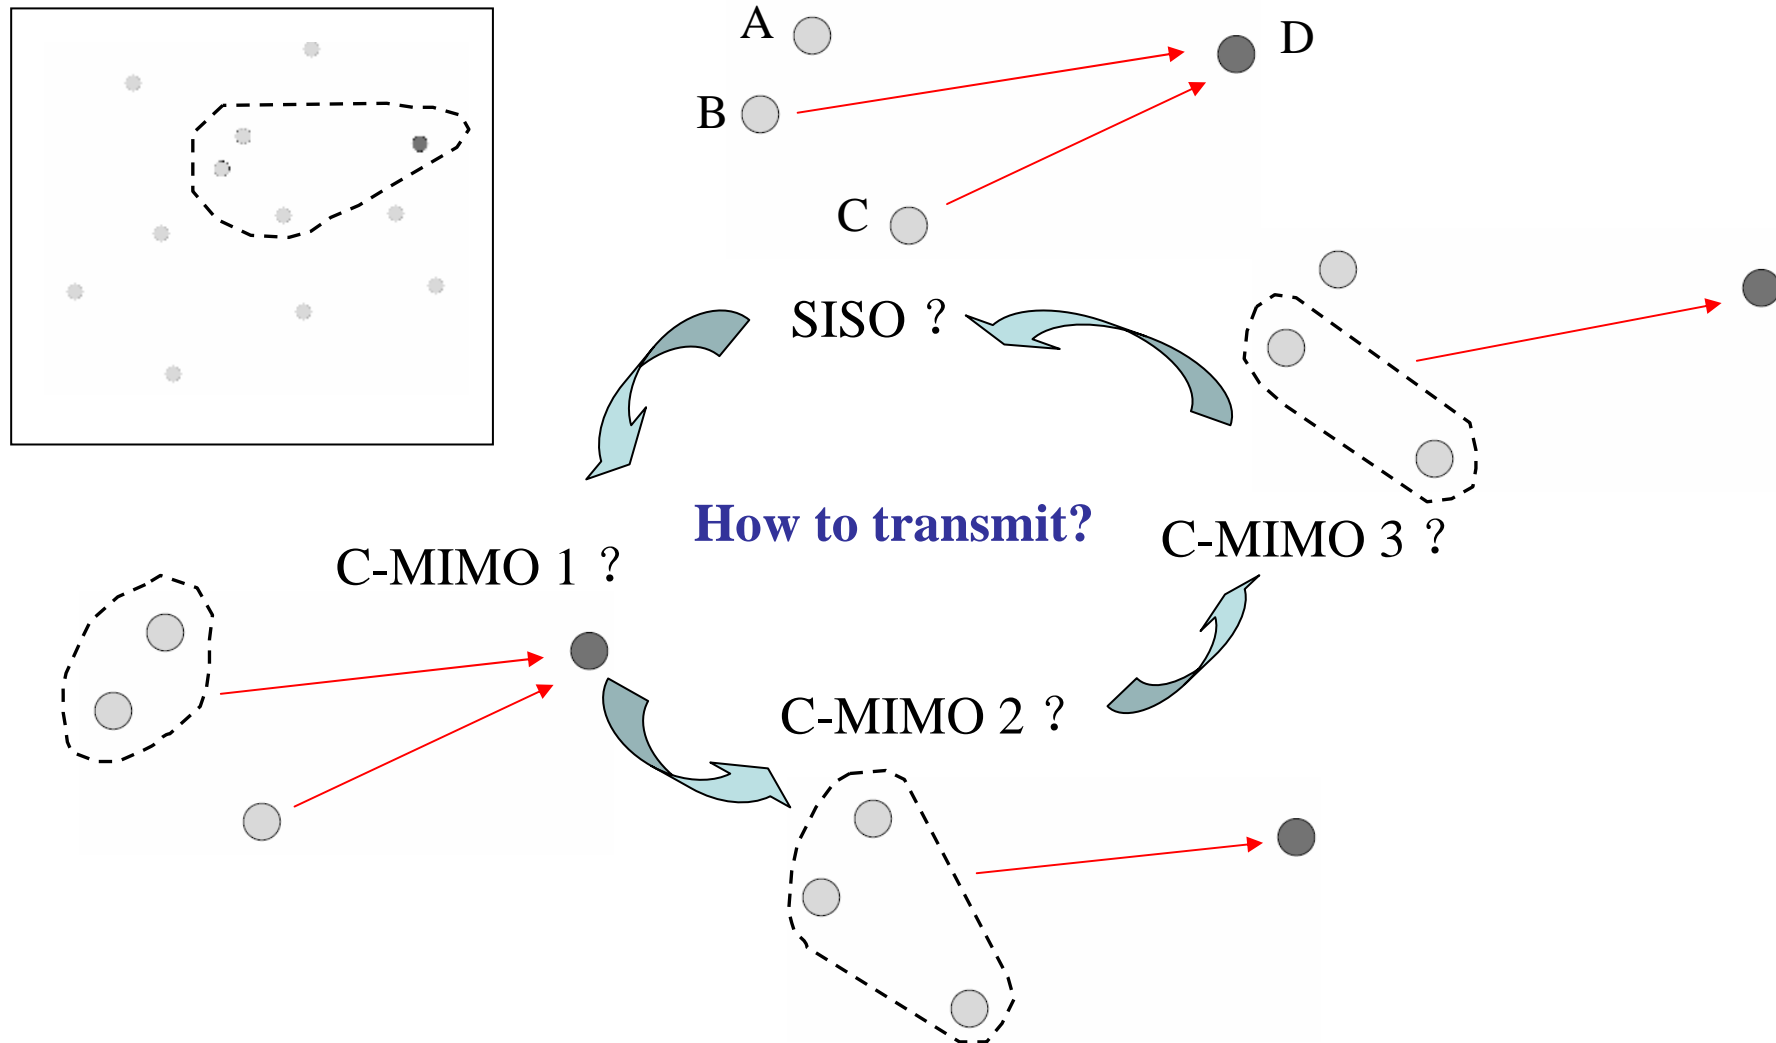 A
D
B
C
SISO ?
How to transmit?
C-MIMO 3 ?
C-MIMO 1 ?
C-MIMO 2 ?